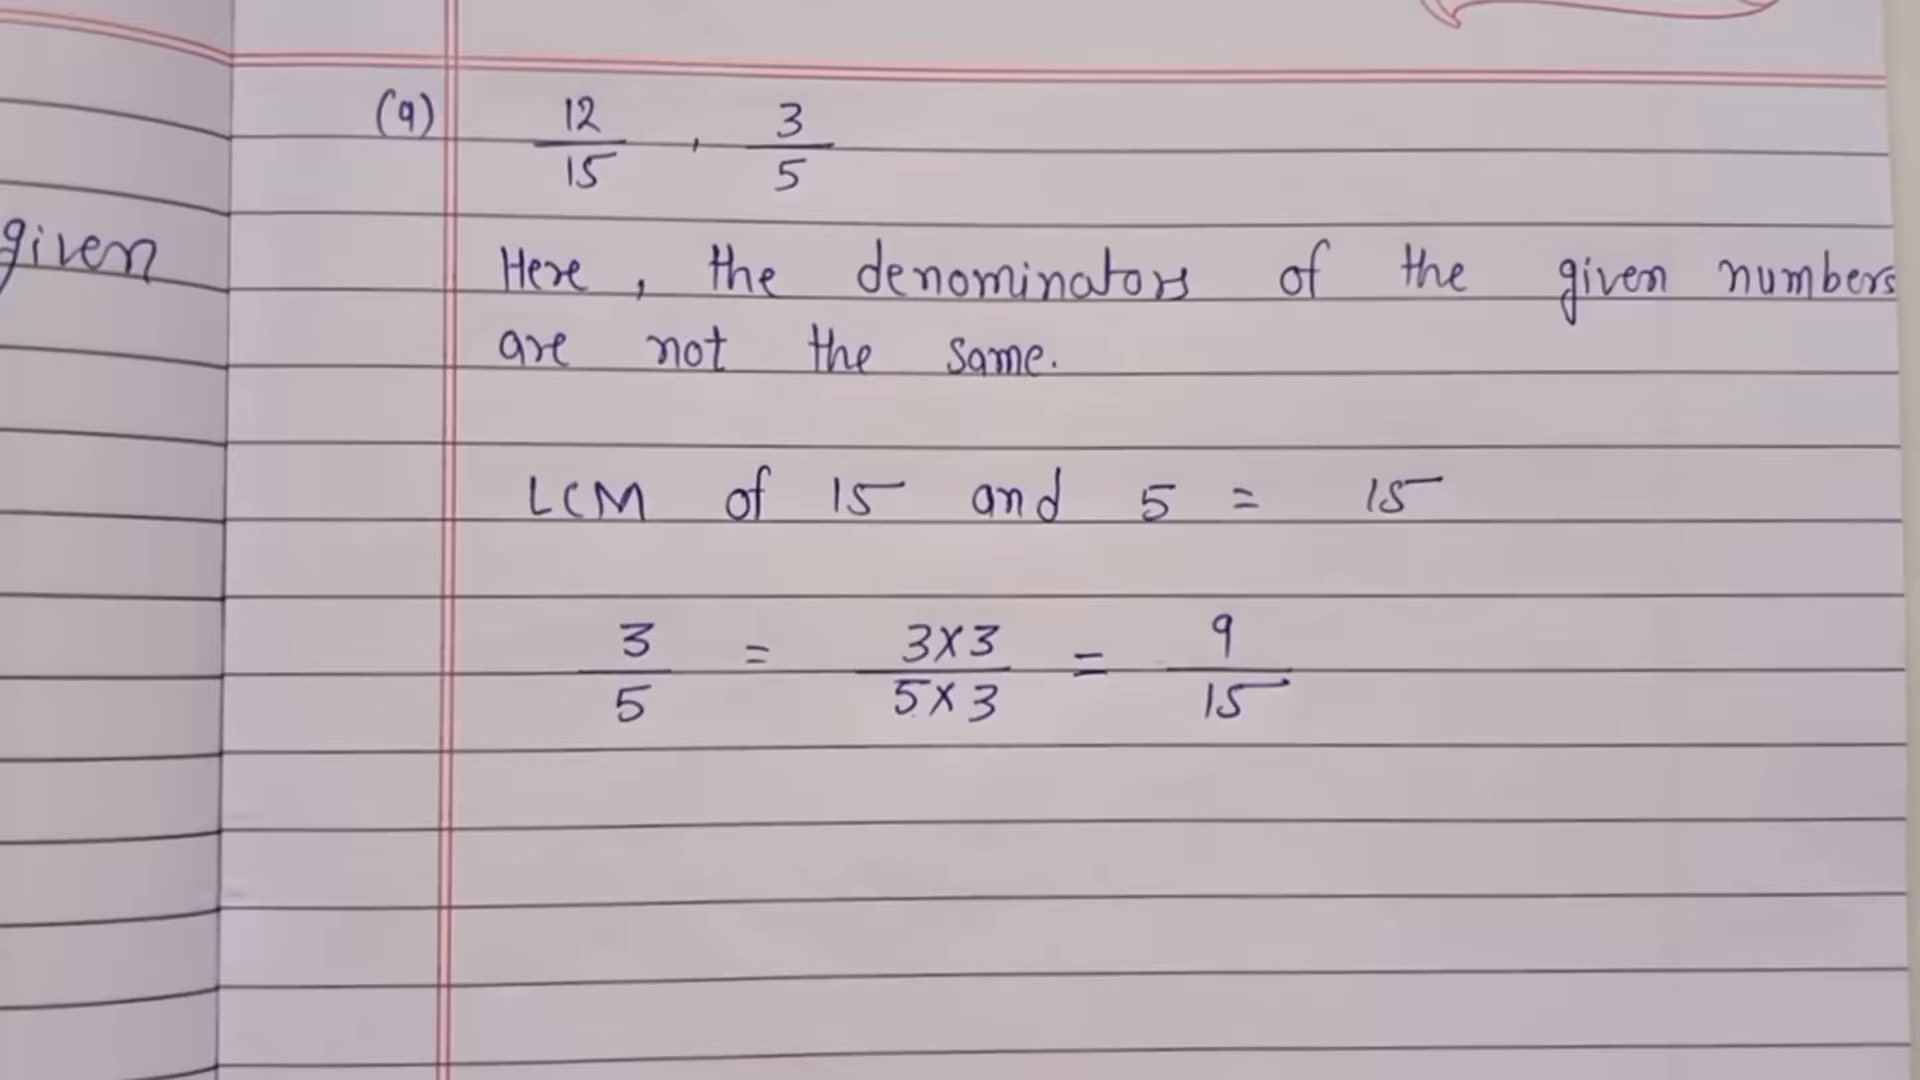 given
(a) 12/15 , 3/5
Here , the denominators of the given numbers
are not the same.
LCM of 15 and 5 = 15
3/5 = 3×3/5×3 = 9/15